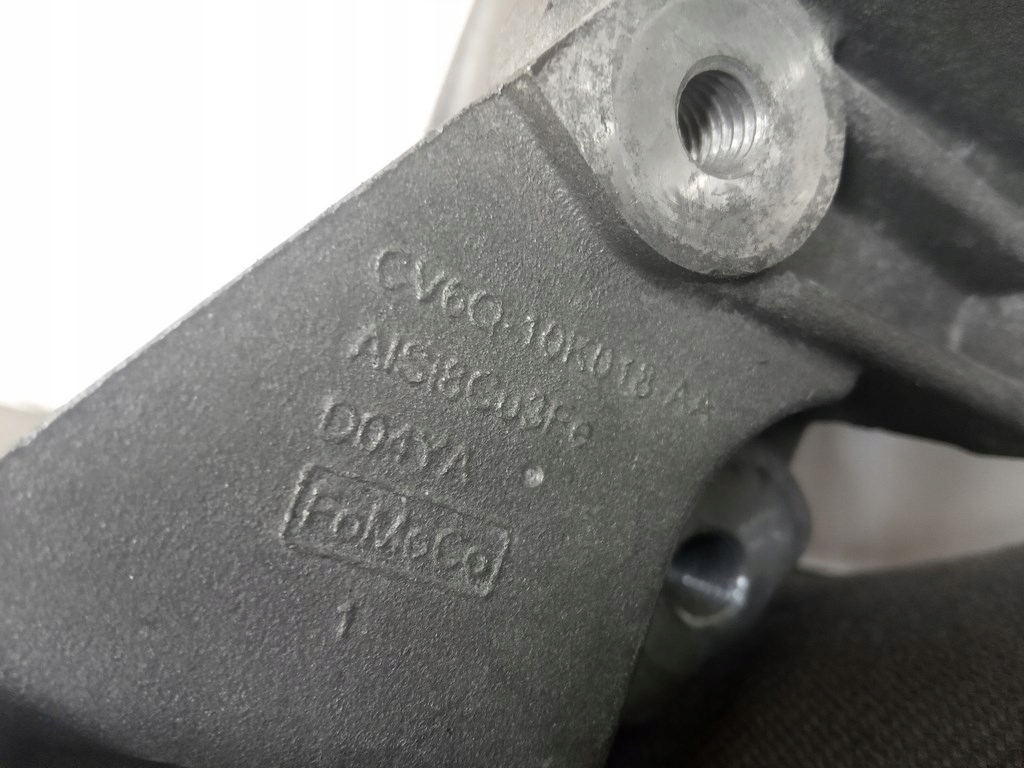 CV6Q-10K018-AA
AlSi8Cu3Fe
D04YA
FoMoCo
1